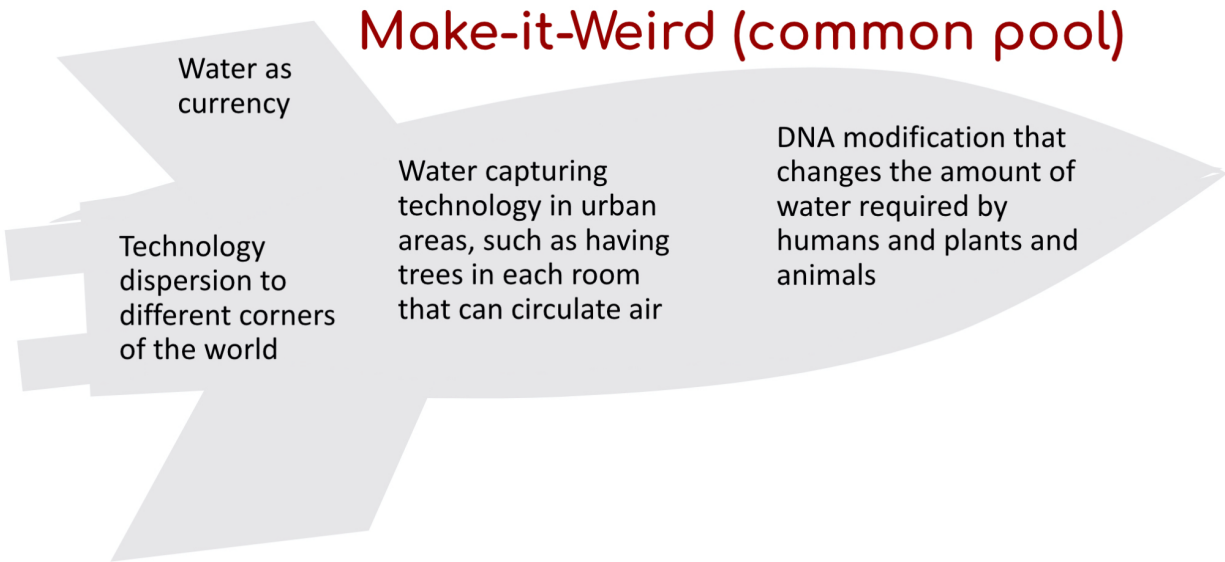 Make-it-Weird (common pool)
Water as
currency
Technology
dispersion to
different corners
of the world
Water capturing
technology in urban
areas, such as having
trees in each room
that can circulate air
DNA modification that
changes the amount of
water required by
humans and plants and
animals